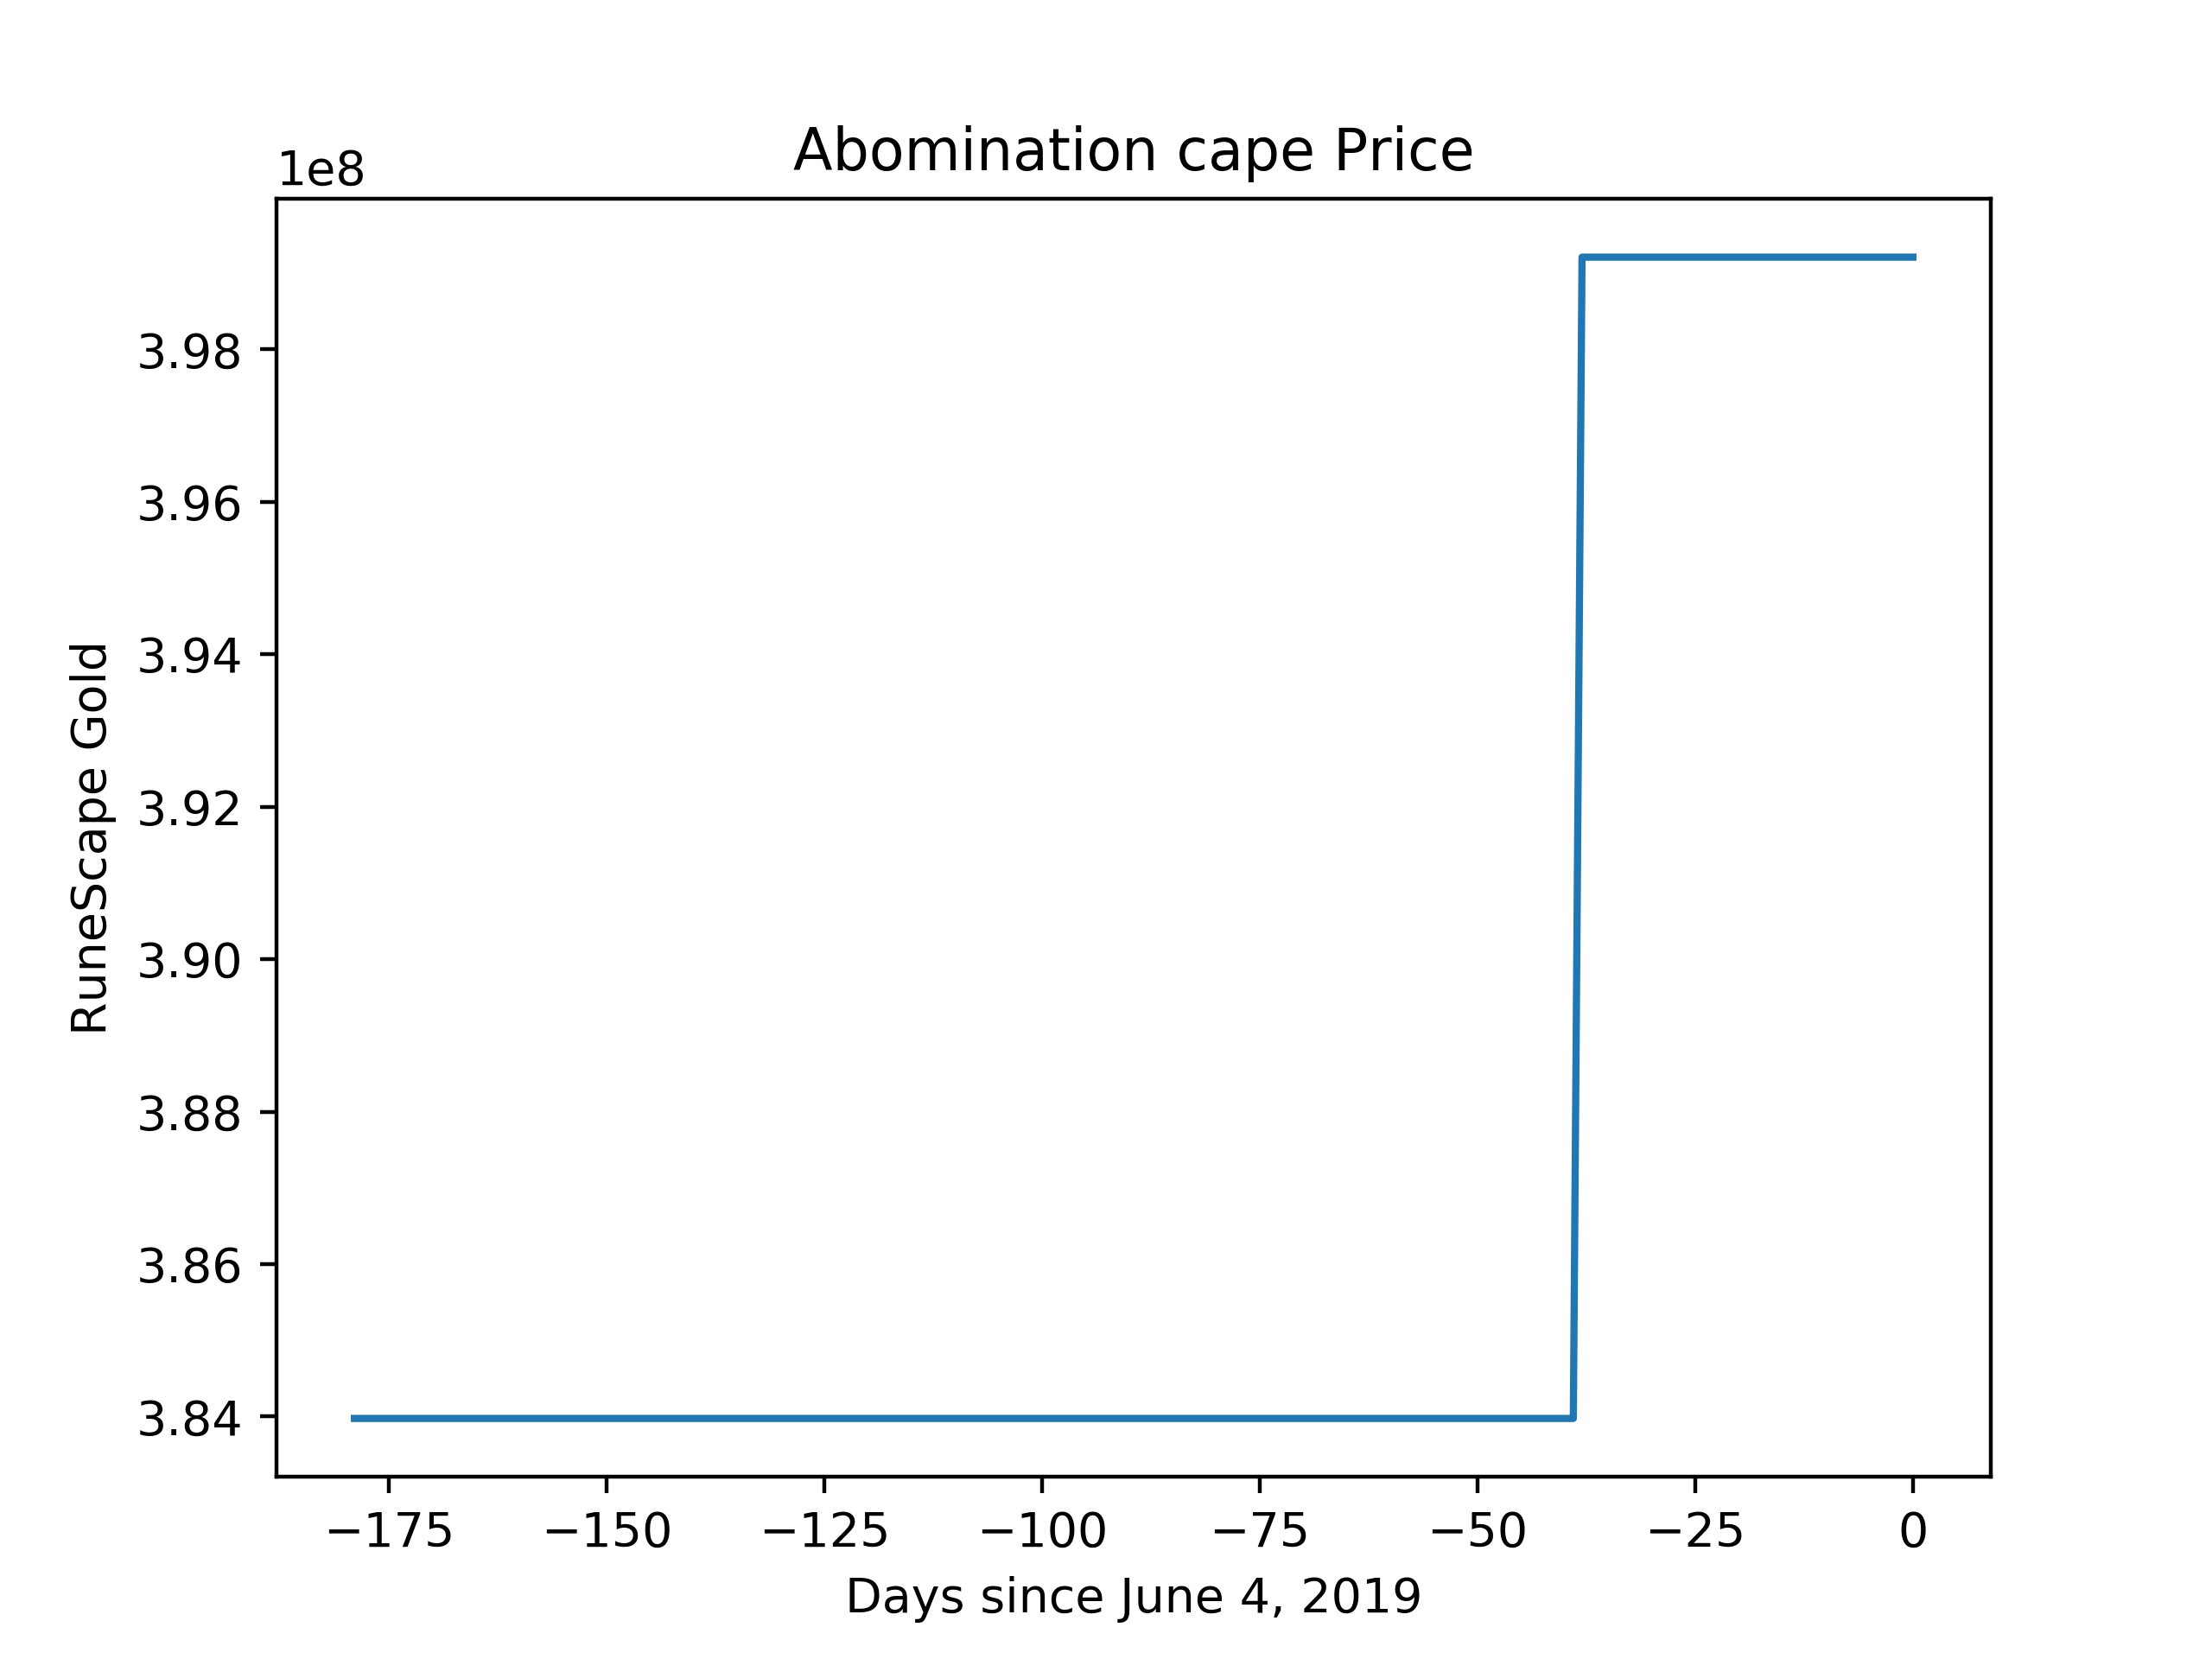 Abomination cape Price
1e8
3.98
3.96
3.94
3.92
3.90
3.88
3.86
3.84
RuneScape Gold
−175 −150 −125 −100 −75 −50 −25 0
Days since June 4, 2019